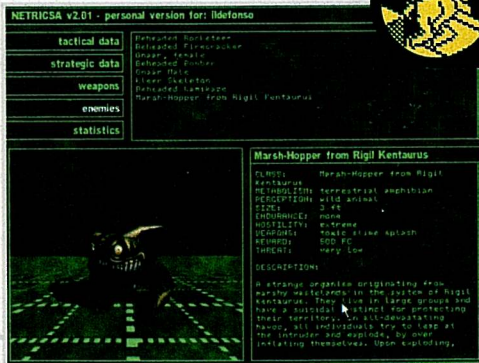 NETRICSA v2.01 - personal version for: ildefonso
tactical data
strategic data
weapons
enemies
statistics
Beheaded Rocketeer
Beheaded Firecracker
Gnaar, female
Beheaded Bomber
Gnaar Male
Kleer Skeleton
Beheaded Kamikaze
Marsh-Hopper from Rigil Kentaurus
Marsh-Hopper from Rigil Kentaurus
CLASS: Marsh-Hopper from Rigil
Kentaurus
METABOLISM: terrestrial amphibian
PERCEPTION: wild animal
SIZE: 3 ft
ENDURANCE: none
HOSTILITY: extreme
WEAPONS: toxic slime splash
REWARD: 500 FC
THREAT: very low
DESCRIPTION:
A strange organism originating from
marshy wastelands in the system of Rigil
Kentaurus. They live in large groups and
have a suicidal instinct for protecting
their territory. In all-devastating
havoc, all individuals try to leap at
the intruder and explode, by over
inflating themselves. Upon exploding,